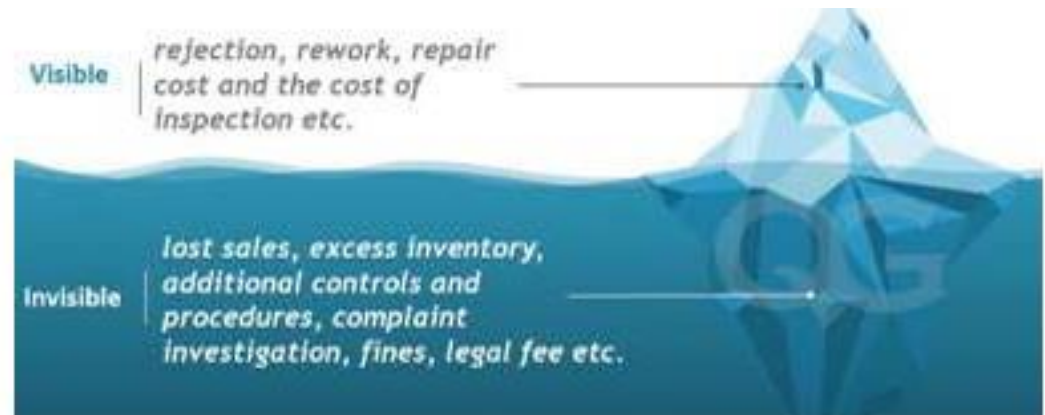 Visible
rejection, rework, repair
cost and the cost of
inspection etc.
QG
Invisible
lost sales, excess inventory,
additional controls and
procedures, complaint
investigation, fines, legal fee etc.